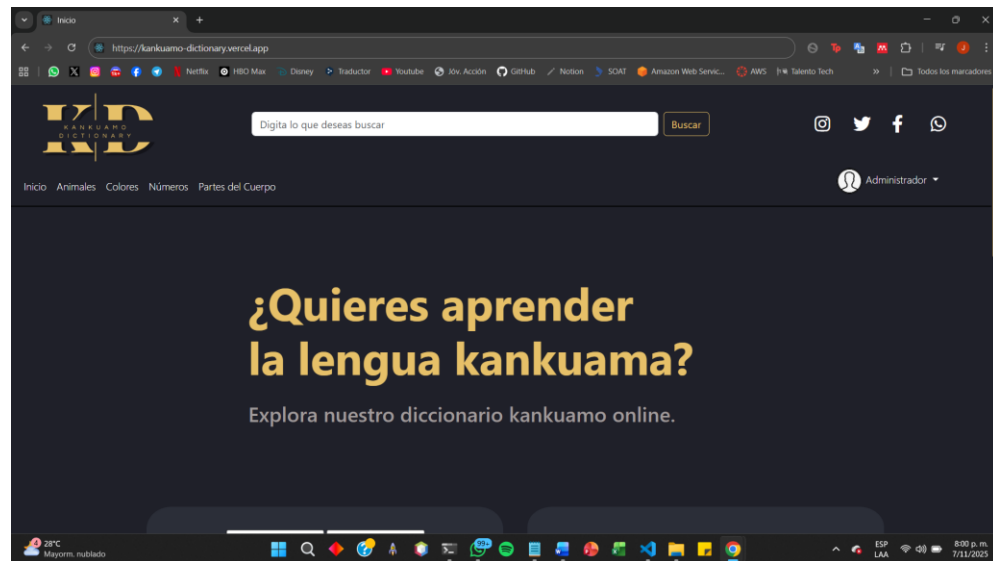 Inicio
https://kankuamo-dictionary.vercel.app
Netflix HBO Max Disney Traductor Youtube Jóv. Acción GitHub Notion SOAT Amazon Web Servic... AWS Talento Tech » Todos los marcadores
KD
KANKUAMO
DICTIONARY
Digita lo que deseas buscar Buscar
Inicio Animales Colores Números Partes del Cuerpo Administrador
¿Quieres aprender
la lengua kankuama?
Explora nuestro diccionario kankuamo online.
4 28°C
Mayorm. nublado
99+
ESP
LAA
8:00 p. m.
7/11/2025